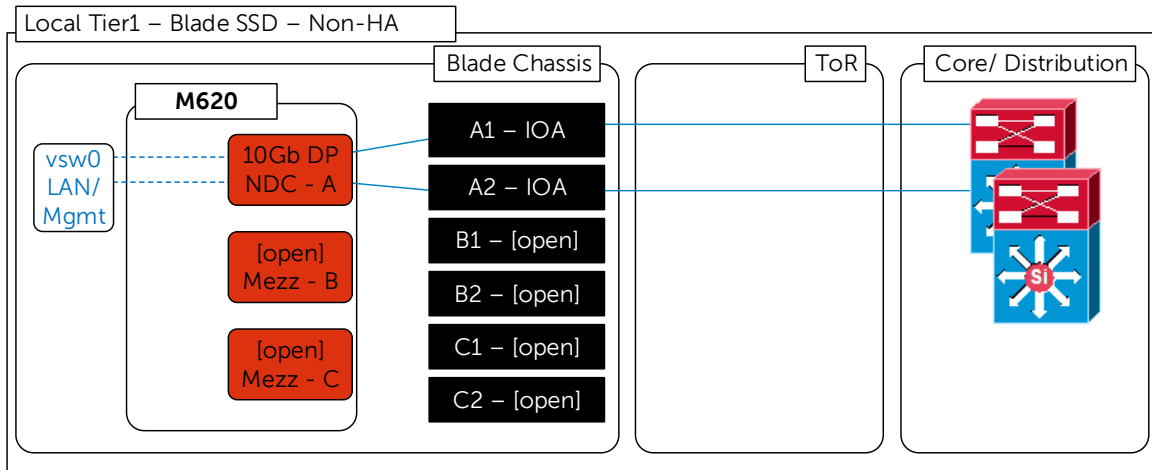 Local Tier1 – Blade SSD – Non-HA
Blade Chassis
ToR
Core/ Distribution
M620
vsw0
LAN/
Mgmt
10Gb DP
NDC - A
[open]
Mezz - B
[open]
Mezz - C
A1 – IOA
A2 – IOA
B1 – [open]
B2 – [open]
C1 – [open]
C2 – [open]
Si